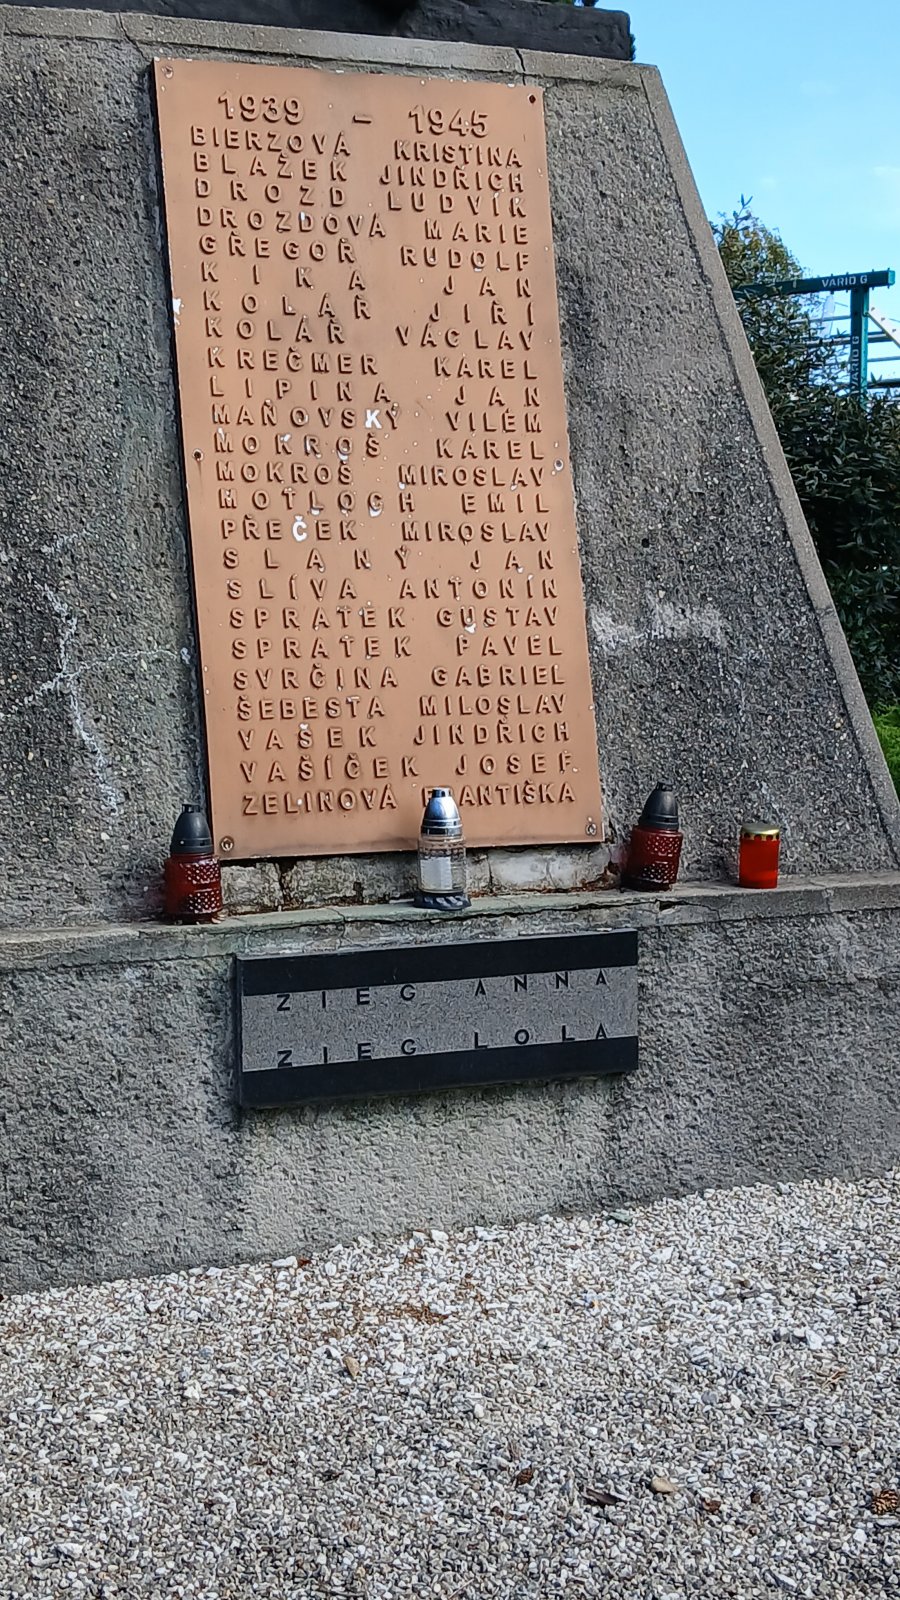 1939 - 1945
BIERZOVÁ KRISTINA
BLAŽEK JINDŘICH
DROZD LUDVÍK
DROZDOVÁ MARIE
GŘEGOŘ RUDOLF
KIKA JAN
KOLAŘ JIŘÍ
KOLÁŘ VÁCLAV
KREČMER KAREL
LIPINA JAN
MAŇOVSKÝ VILÉM
MOKROŠ KAREL
MOKROŠ MIROSLAV
MOTLOCH EMIL
PŘEČEK MIROSLAV
SLANÝ JAN
SLÍVA ANTONÍN
SPRATEK GUSTAV
SPRATEK PAVEL
SVRČINA GABRIEL
ŠEBESTA MILOSLAV
VAŠEK JINDŘICH
VAŠÍČEK JOSEF
ZELINOVÁ FRANTIŠKA
ZIEG ANNA
ZIEG LOLA
VARIO G